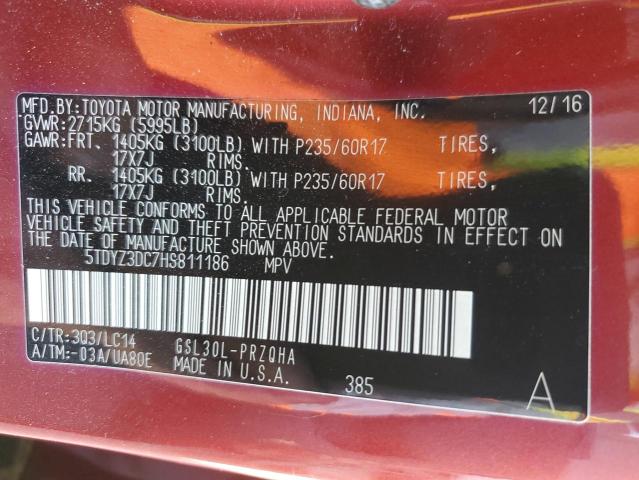 MFD.BY:TOYOTA MOTOR MANUFACTURING, INDIANA, INC. 12/16
GVWR:2715KG (5995LB)
GAWR:FRT. 1405KG (3100LB) WITH P235/60R17 TIRES,
17X7J RIMS.
RR. 1405KG (3100LB) WITH P235/60R17 TIRES,
17X7J RIMS.
THIS VEHICLE CONFORMS TO ALL APPLICABLE FEDERAL MOTOR
VEHICLE SAFETY AND THEFT PREVENTION STANDARDS IN EFFECT ON
THE DATE OF MANUFACTURE SHOWN ABOVE.
5TDYZ3DC7HS811186 MPV
C/TR:3Q3/LC14 GSL30L-PRZQHA
A/TM:-03A/UA80E MADE IN U.S.A. 385 A